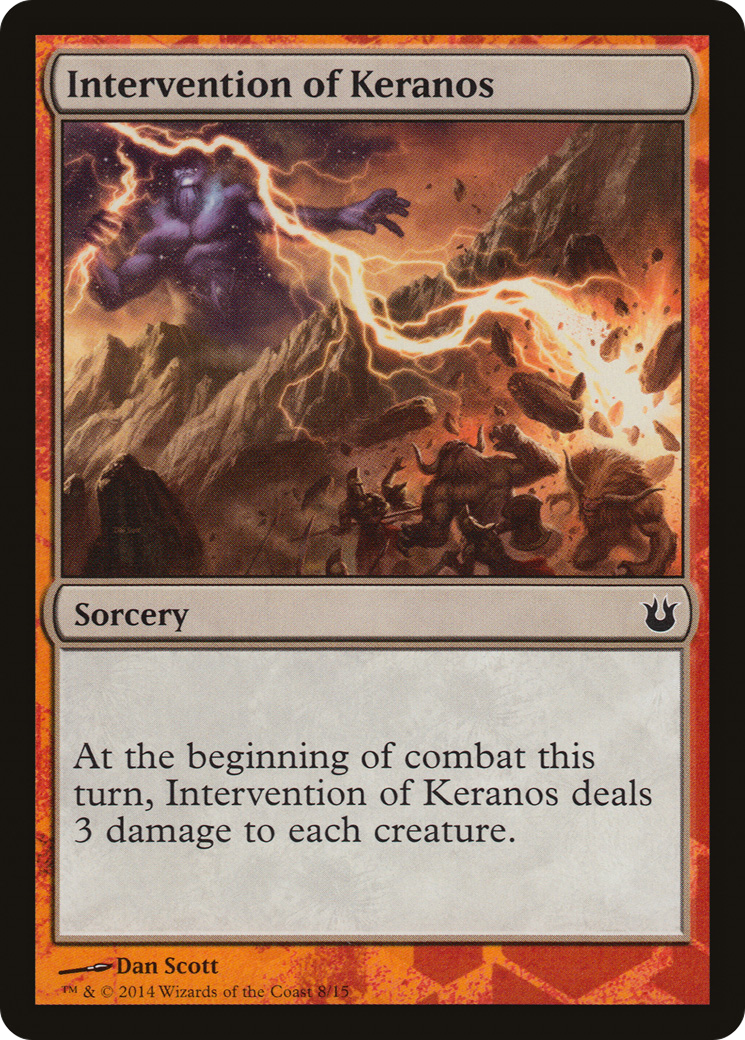 Intervention of Keranos
Sorcery
At the beginning of combat this
turn, Intervention of Keranos deals
3 damage to each creature.
Dan Scott
™ & © 2014 Wizards of the Coast 8/15